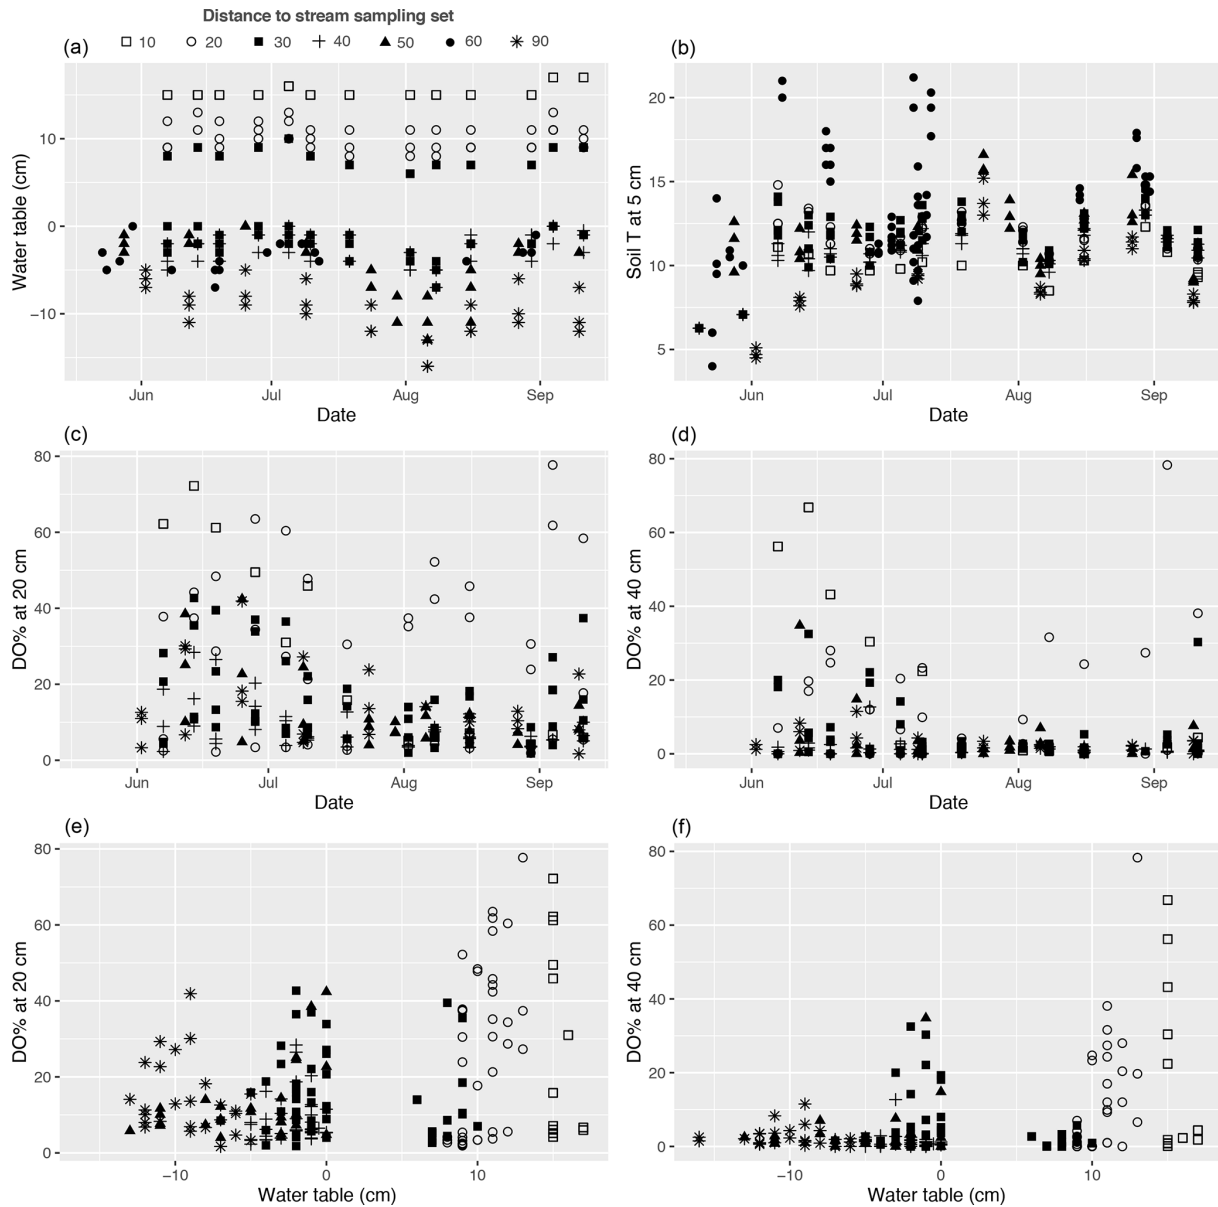 Distance to stream sampling set
10 20 30 40 50 60 90
(a)
Water table (cm)
10
0
−10
Jun Jul Aug Sep
Date
(b)
Soil T at 5 cm
20
15
10
5
Jun Jul Aug Sep
Date
(c)
DO% at 20 cm
80
60
40
20
0
Jun Jul Aug Sep
Date
(d)
DO% at 40 cm
80
60
40
20
0
Jun Jul Aug Sep
Date
(e)
DO% at 20 cm
80
60
40
20
0
−10 0 10
Water table (cm)
(f)
DO% at 40 cm
80
60
40
20
0
−10 0 10
Water table (cm)